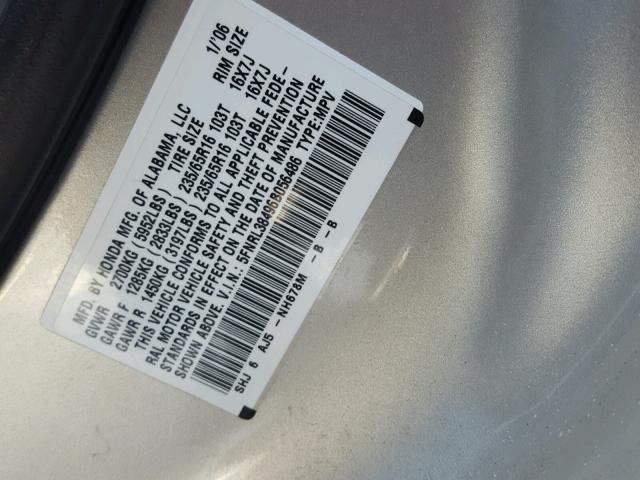 MFD. BY HONDA MFG. OF ALABAMA, LLC 1/'06
GVWR 2700KG (5952LBS) TIRE SIZE RIM SIZE
GAWR F 1285KG (2833LBS) 235/65R16 103T 16X7J
GAWR R 1450KG (3197LBS) 235/65R16 103T 16X7J
THIS VEHICLE CONFORMS TO ALL APPLICABLE FEDE-
RAL MOTOR VEHICLE SAFETY AND THEFT PREVENTION
STANDARDS IN EFFECT ON THE DATE OF MANUFACTURE
SHOWN ABOVE. V.I.N.: 5FNRL38496B056486 TYPE:MPV
SHJ 6 AJ5 -NH678M -B -B